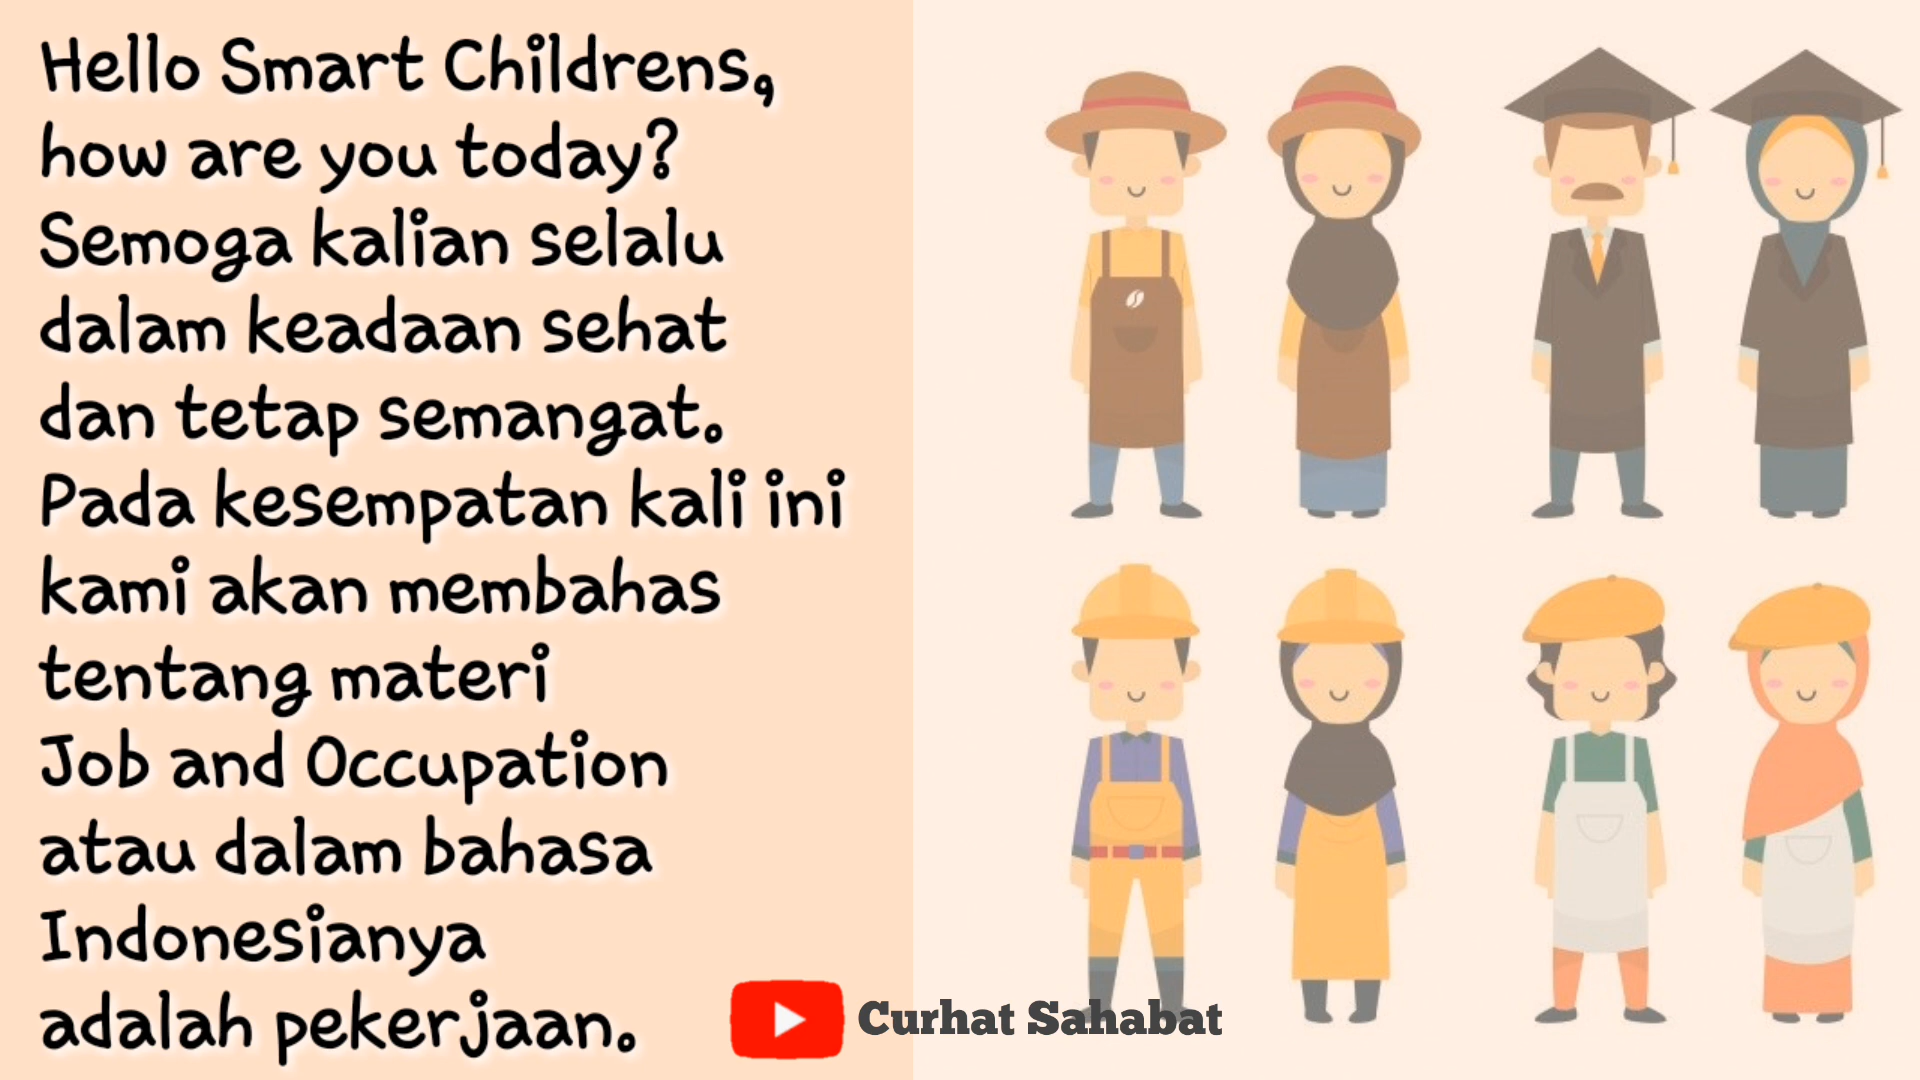 Hello Smart Childrens,
how are you today?
Semoga kalian selalu
dalam keadaan sehat
dan tetap semangat.
Pada kesempatan kali ini
kami akan membahas
tentang materi
Job and Occupation
atau dalam bahasa
Indonesianya
adalah pekerjaan.
Curhat Sahabat